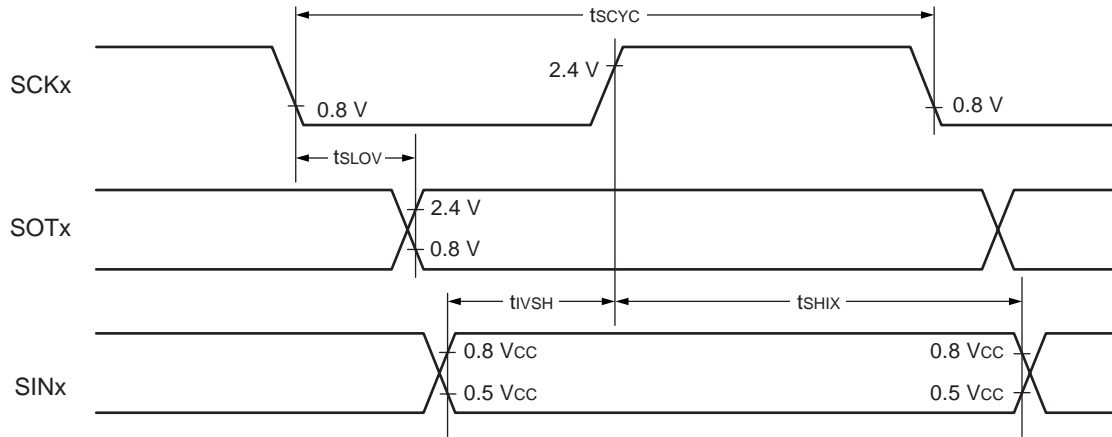 tSCYC
SCKx
2.4 V
0.8 V
0.8 V
tSLOV
SOTx
2.4 V
0.8 V
tIVSH
tSHIX
SINx
0.8 VCC
0.8 VCC
0.5 VCC
0.5 VCC